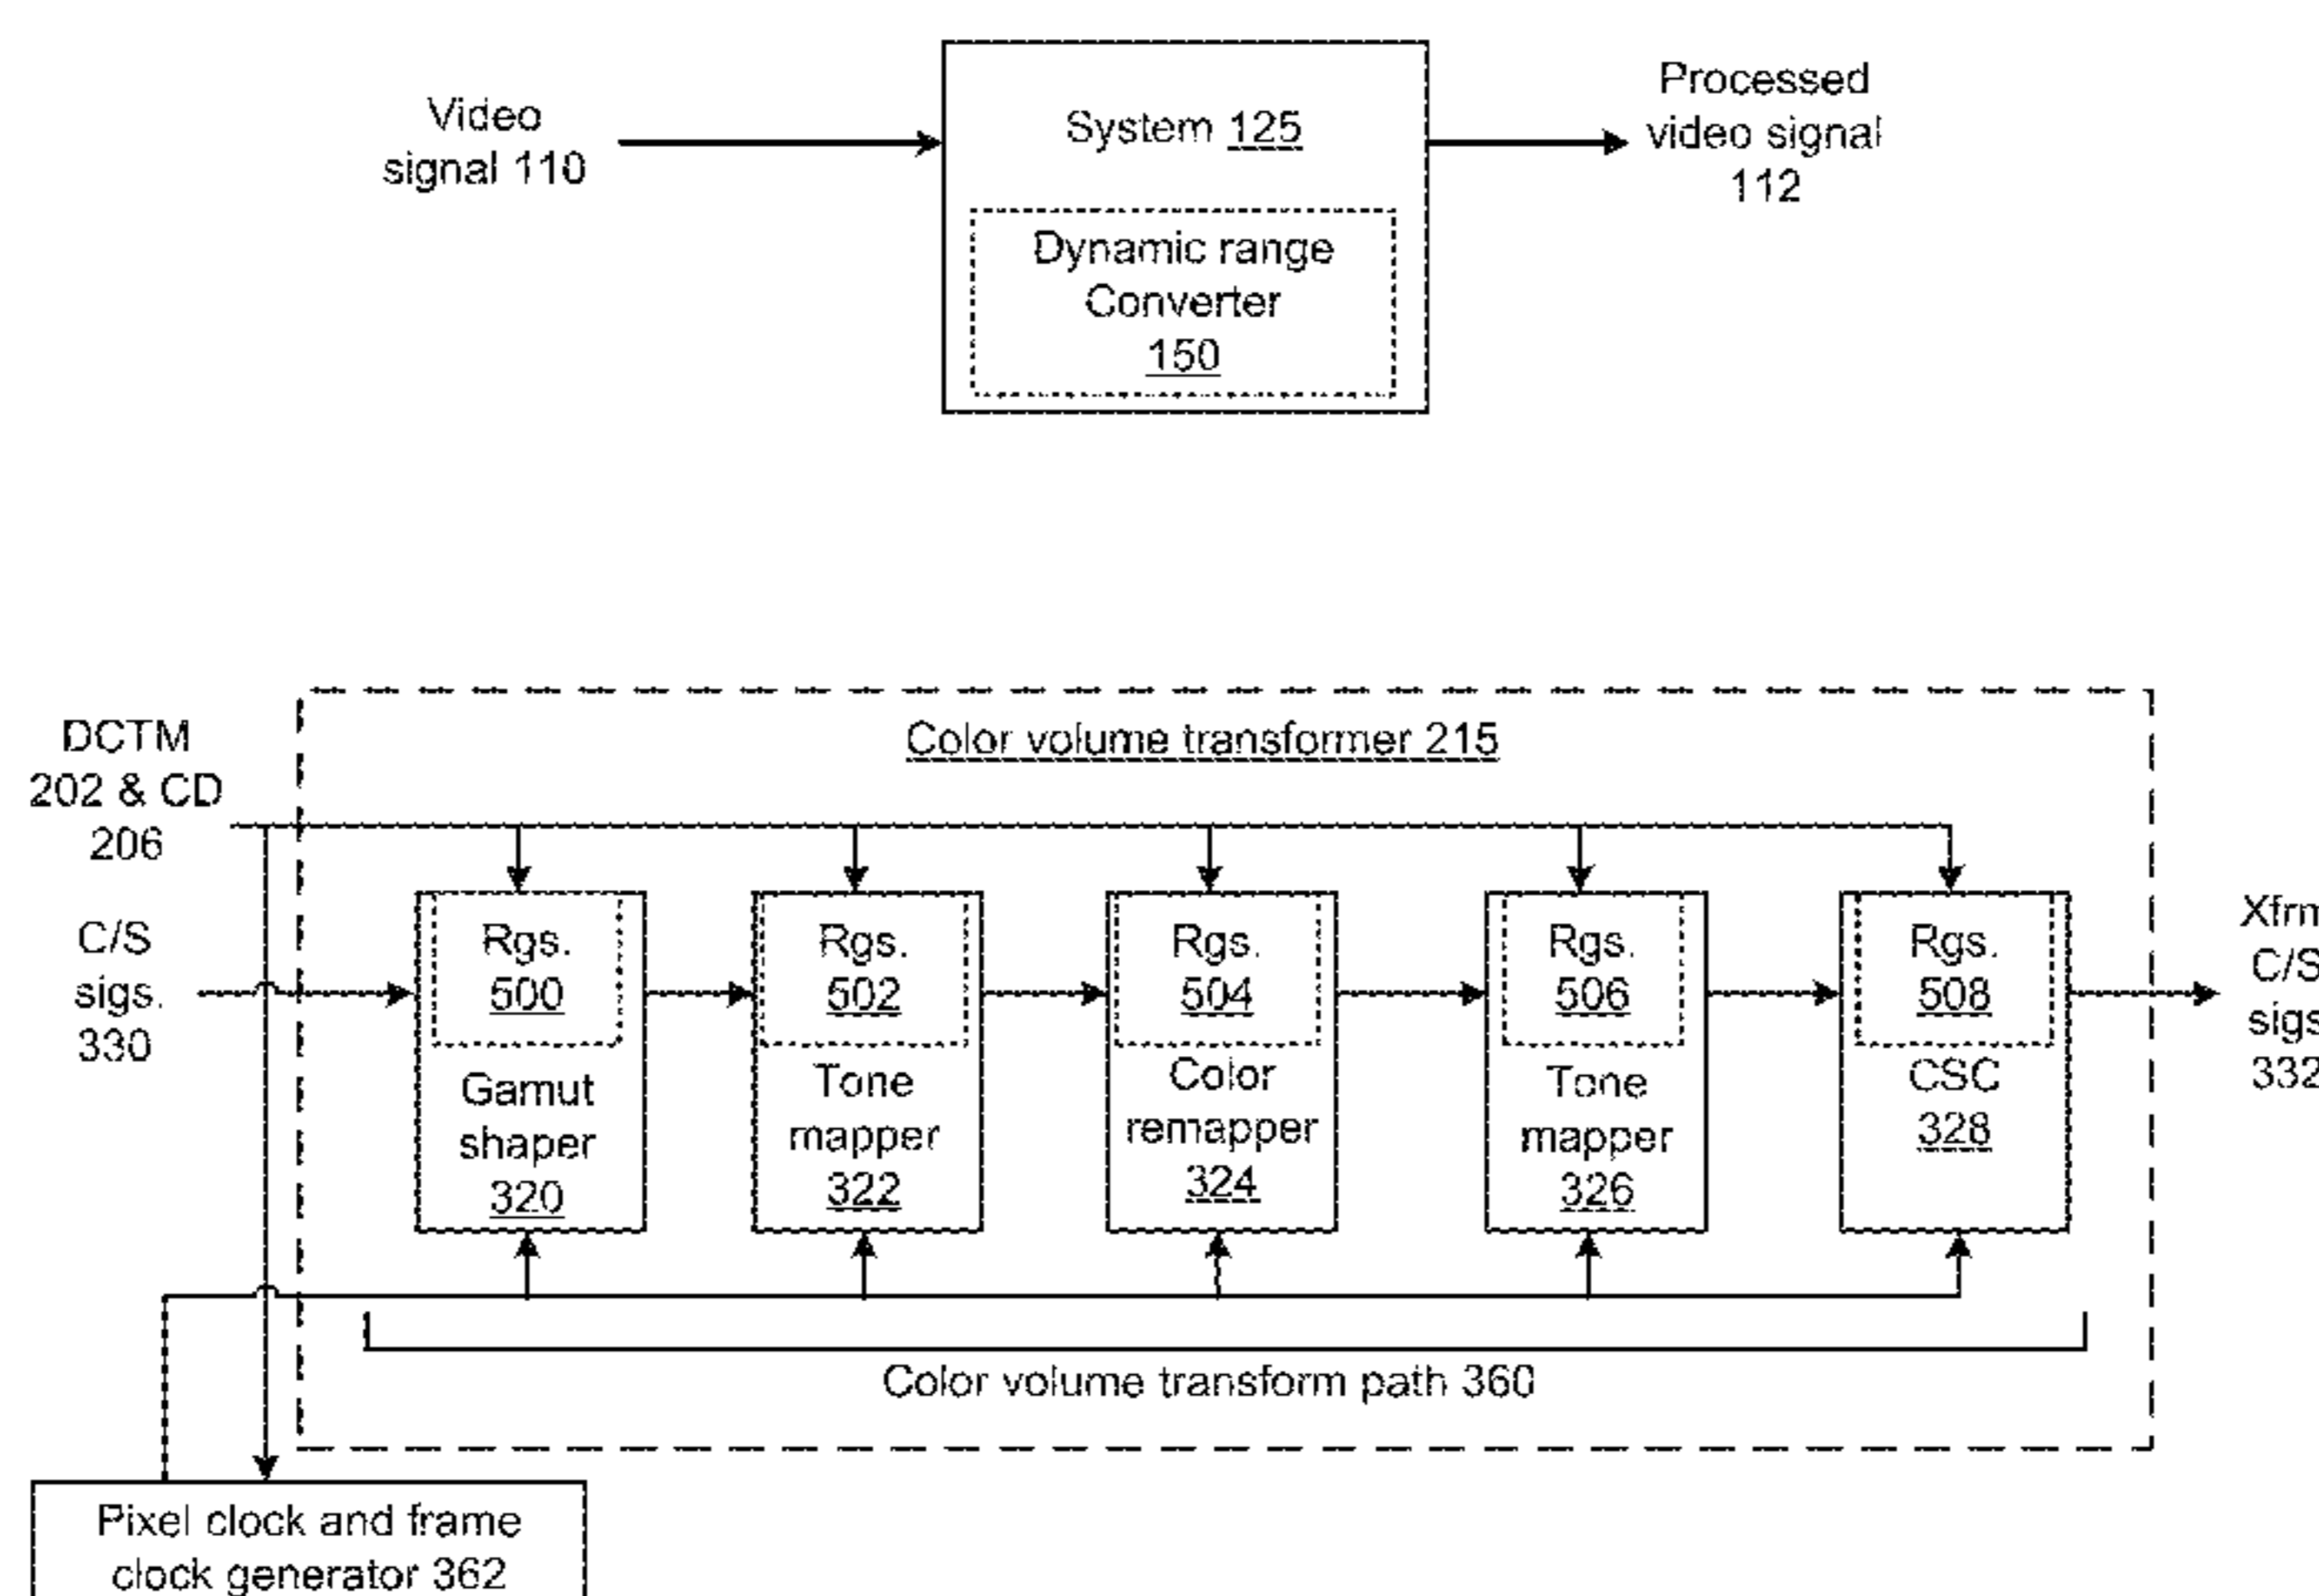 Video
signal 110
System 125
Dynamic range
Converter
150
Processed
video signal
112
DCTM
202 & CD
206
Color volume transformer 215
C/S
sigs.
330
Rgs.
500
Gamut
shaper
320
Rgs.
502
Tone
mapper
322
Rgs.
504
Color
remapper
324
Rgs.
506
Tone
mapper
326
Rgs.
508
CSC
328
C/S
332
Color volume transform path 360
Pixel clock and frame
clock generator 362